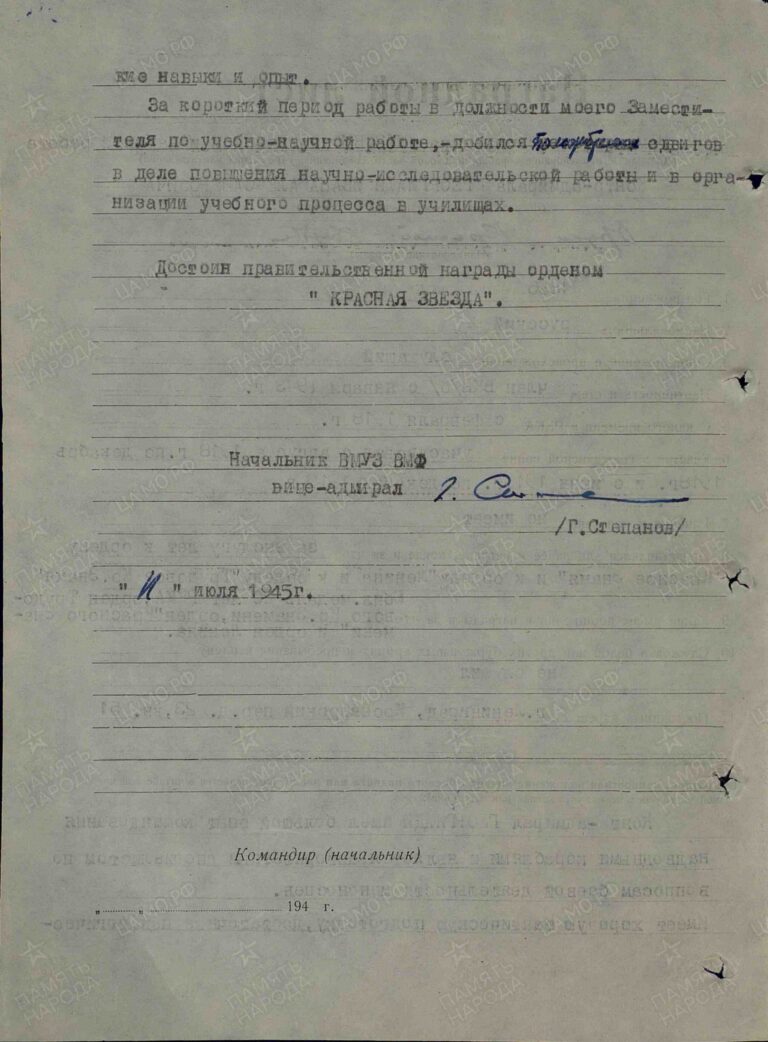 кие навыки и опыт.
За короткий период работы в должности моего Замести-
теля по учебно-научной работе,-добился положительных сдвигов
в деле повышения научно-исследовательской работы и в орга-
низации учебного процесса в училищах.
Достоин правительственной награды орденом
" КРАСНАЯ ЗВЕЗДА".
Начальник ВМУЗ ВМФ
вице-адмирал
/Г.Степанов/
" 11 " июля 1945г.
Командир (начальник)
„ “ 194 г.